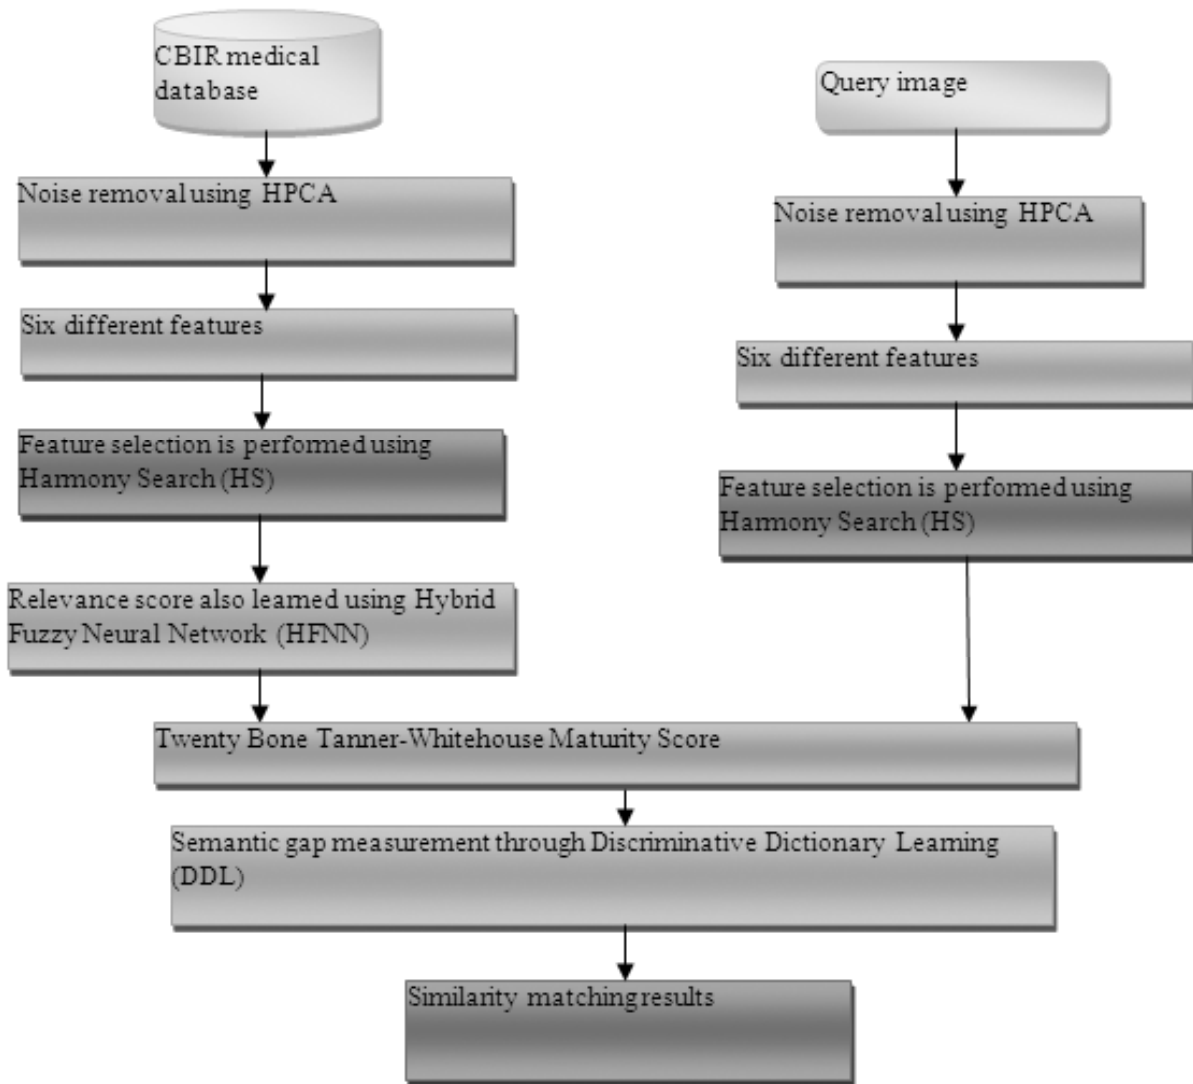 CBIR medical
database
Noise removal using HPCA
Six different features
Feature selection is performed using
Harmony Search (HS)
Relevance score also learned using Hybrid
Fuzzy Neural Network (HFNN)
Query image
Noise removal using HPCA
Six different features
Feature selection is performed using
Harmony Search (HS)
Twenty Bone Tanner-Whitehouse Maturity Score
Semantic gap measurement through Discriminative Dictionary Learning
(DDL)
Similarity matching results